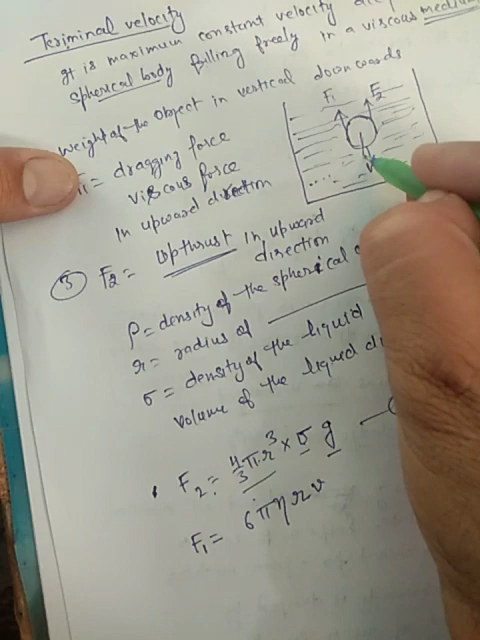 Terminal velocity
It is maximum constant velocity
Spherical body falling freely in a viscous medium
weight of the object in vertical downwards
F1 F2
= dragging force
viscous force
in upward direction
③ F2 = upthrust in upward
direction
ρ = density of the spherical
r = radius of
σ = density of the liquid
volume of the liquid
F2 = 4/3 πr³ × σ g
F1 = 6πηrv